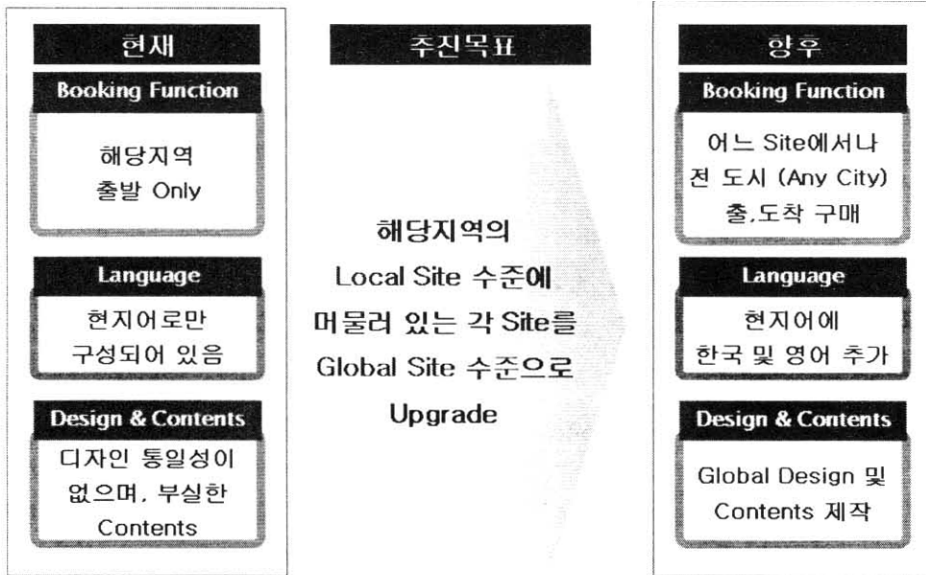 현재
Booking Function
해당지역
출발 Only
Language
현지어로만
구성되어 있음
Design & Contents
디자인 통일성이
없으며, 부실한
Contents
추진목표
해당지역의
Local Site 수준에
머물러 있는 각 Site를
Global Site 수준으로
Upgrade
향후
Booking Function
어느 Site에서나
전 도시 (Any City)
출,도착 구매
Language
현지어에
한국 및 영어 추가
Design & Contents
Global Design 및
Contents 제작